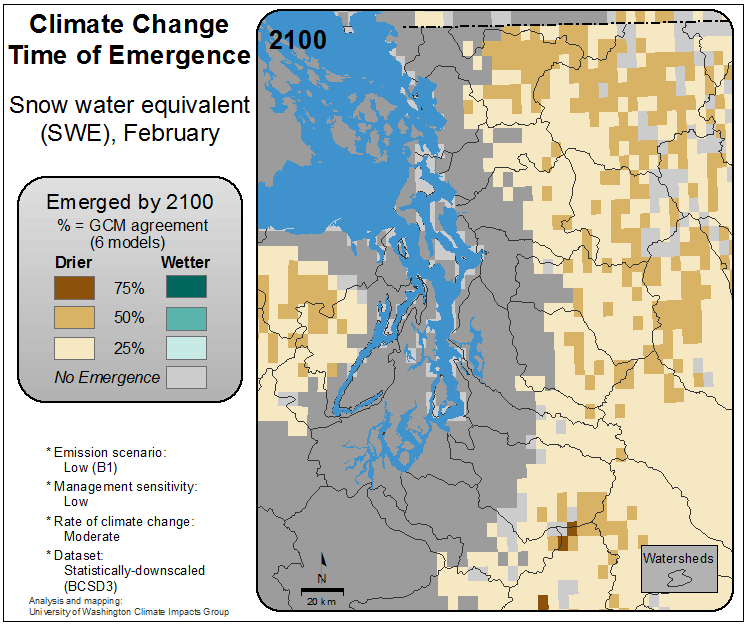 Climate Change
Time of Emergence
Snow water equivalent
(SWE), February
Emerged by 2100
% = GCM agreement
(6 models)
Drier Wetter
75%
50%
25%
No Emergence
* Emission scenario:
Low (B1)
* Management sensitivity:
Low
* Rate of climate change:
Moderate
* Dataset:
Statistically-downscaled
(BCSD3)
Analysis and mapping:
University of Washington Climate Impacts Group
2100
N
20 km
Watersheds